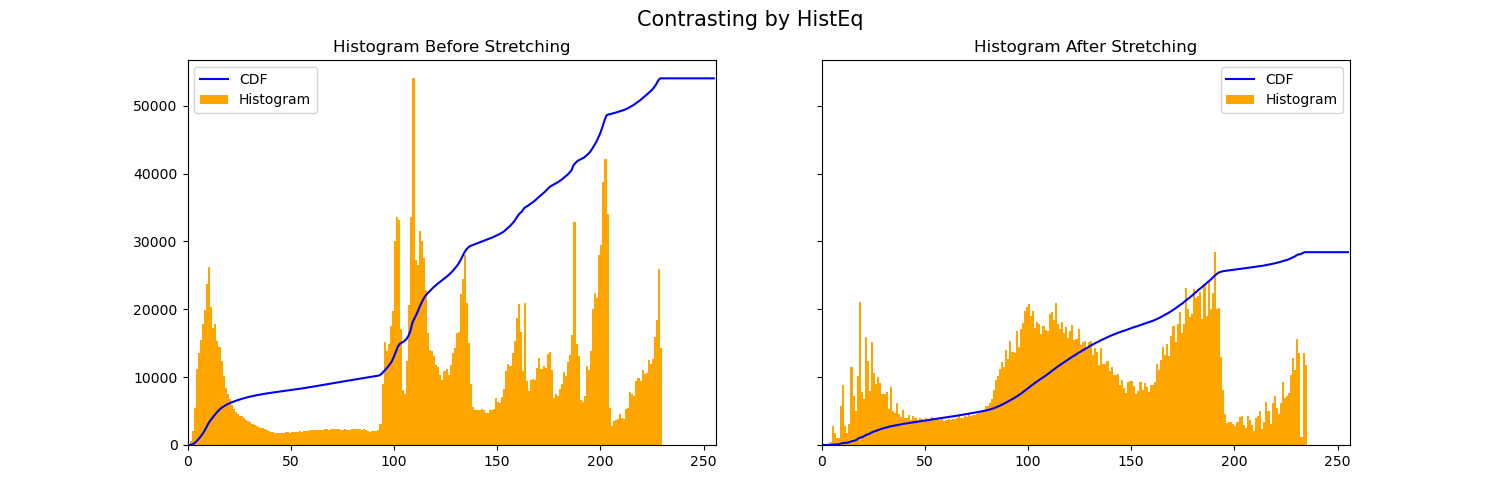 Contrasting by HistEq
Histogram Before Stretching
CDF
Histogram
50000
40000
30000
20000
10000
0
0 50 100 150 200 250
Histogram After Stretching
CDF
Histogram
0 50 100 150 200 250